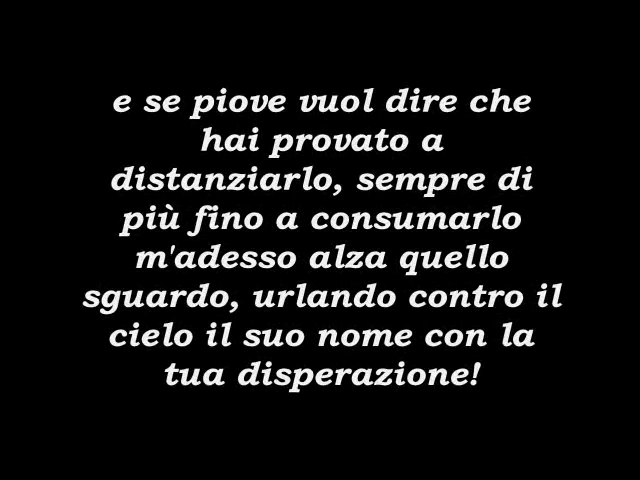 e se piove vuol dire che
hai provato a
distanziarlo, sempre di
più fino a consumarlo
m'adesso alza quello
sguardo, urlando contro il
cielo il suo nome con la
tua disperazione!